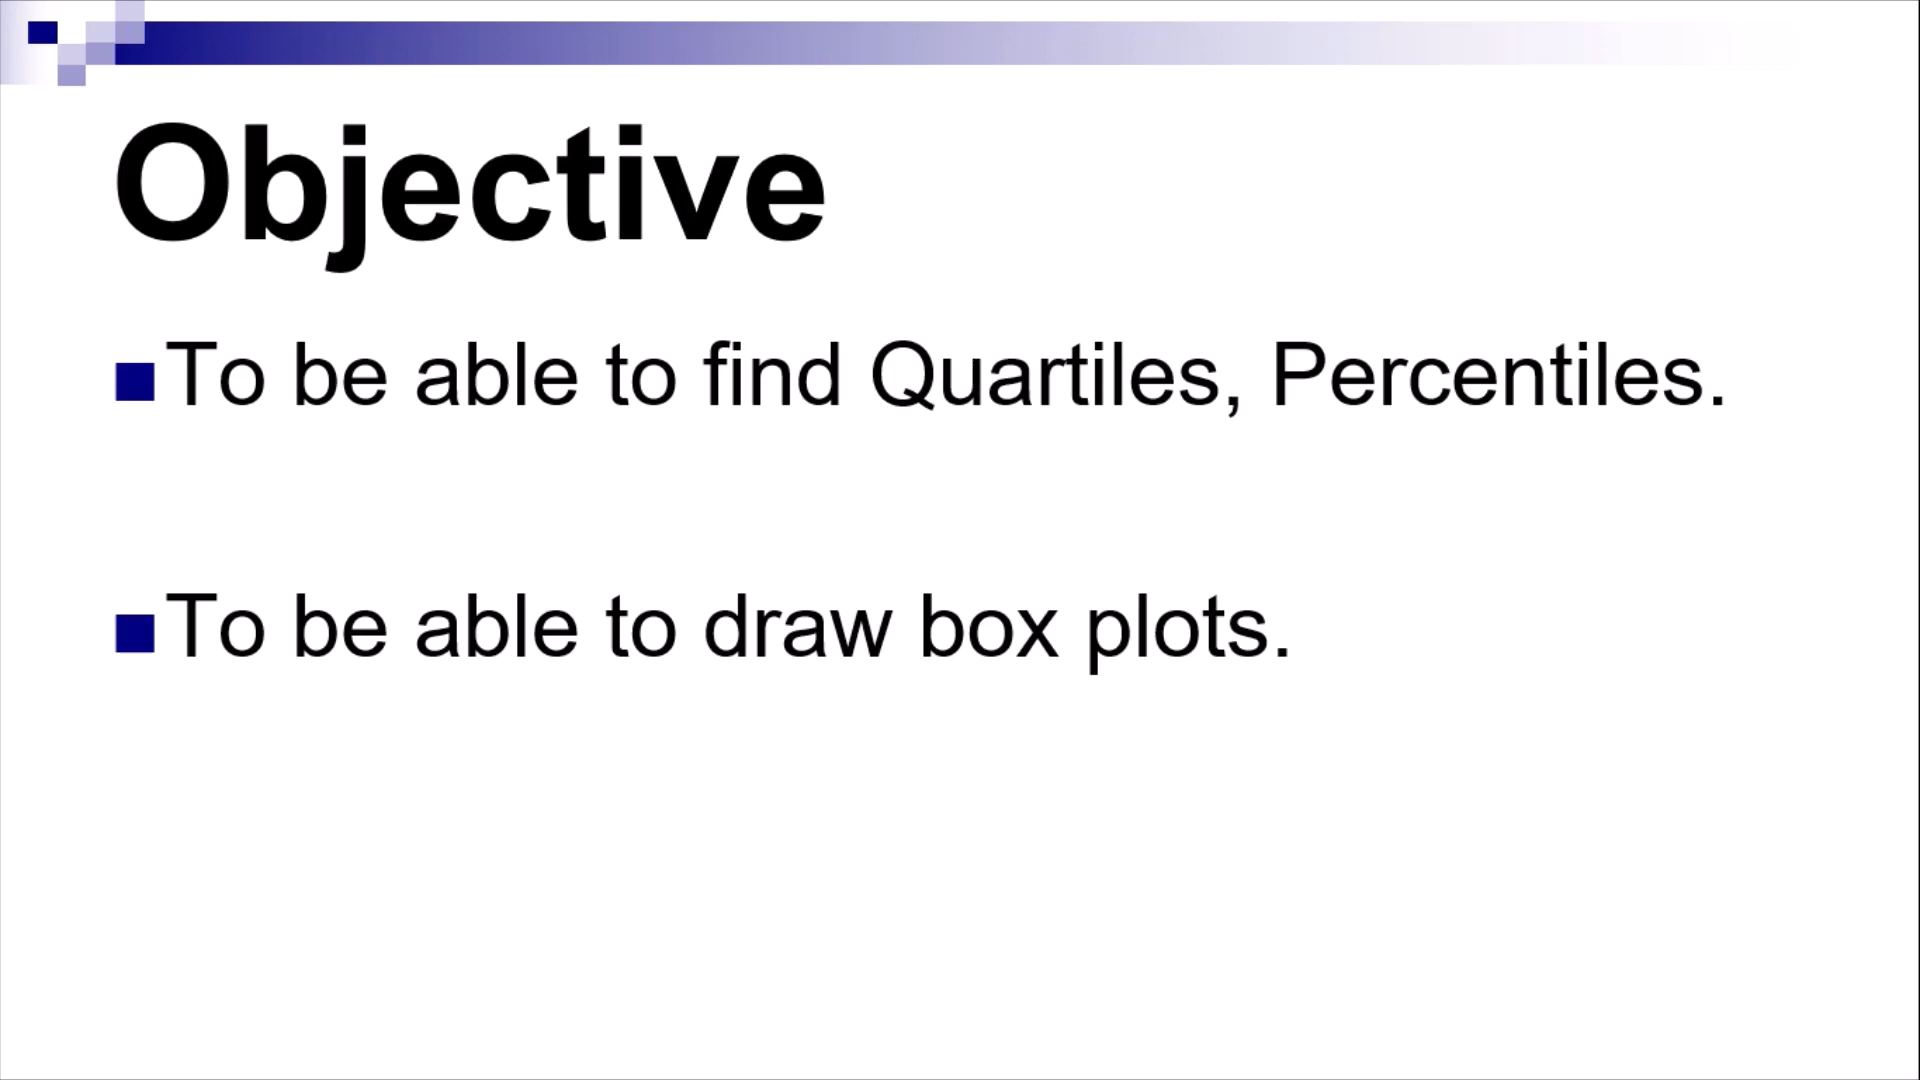 Objective
To be able to find Quartiles, Percentiles.
To be able to draw box plots.